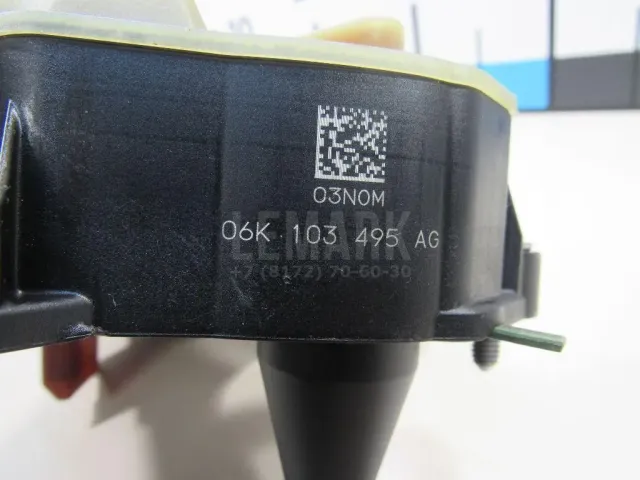 03N0M
06K 103 495 AG
LEMARK
+7 (8172) 70-60-30